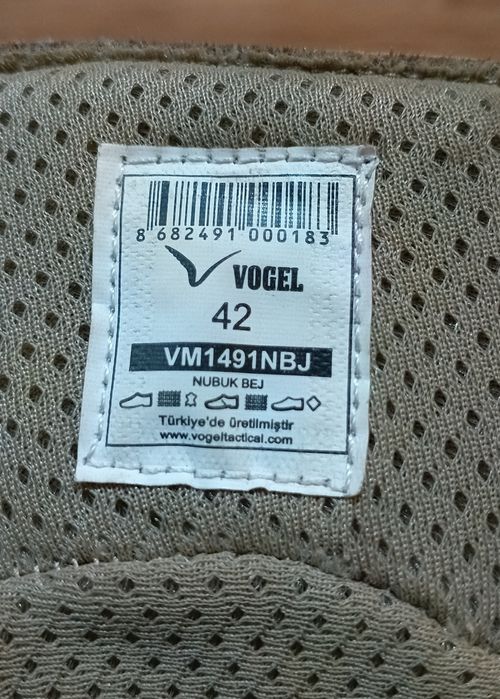 8 682491 000183
VOGEL
42
VM1491NBJ
NUBUK BEJ
Türkiye'de üretilmiştir
www.vogeltactical.com